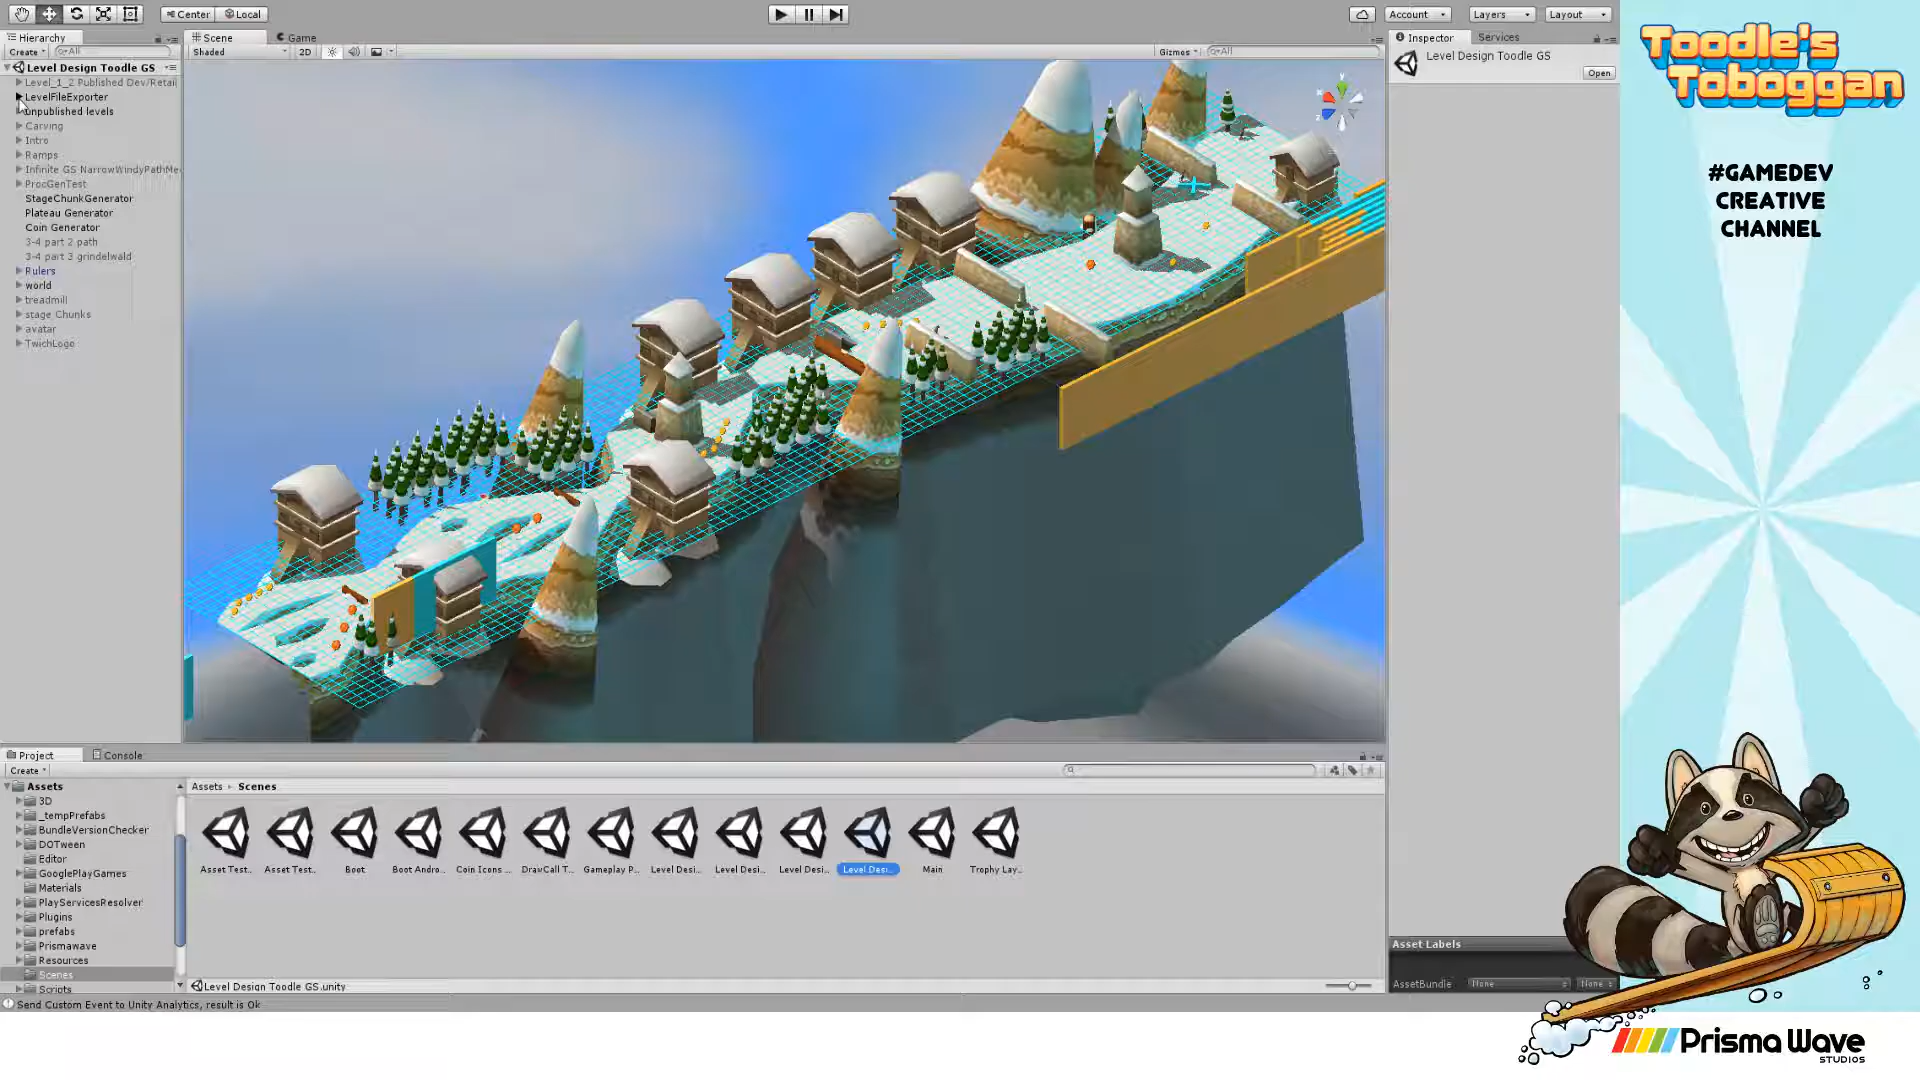 Center
Local
Account
Layers
Layout
Hierarchy
Create
All
Level Design Toodle GS
Level_1_2 Published Dev/Retail
LevelFileExporter
unpublished levels
Carving
Intro
Ramps
Infinite GS NarrowWindyPathMe
ProcGenTest
StageChunkGenerator
Plateau Generator
Coin Generator
3-4 part 2 path
3-4 part 3 grindelwald
Rulers
world
treadmill
stage_Chunks
avatar
TwichLogo
Scene
Game
Shaded
2D
Gizmos
All
Inspector
Services
Level Design Toodle GS
Open
Project
Console
Create
Assets
3D
_tempPrefabs
BundleVersionChecker
DOTween
Editor
GooglePlayGames
Materials
PlayServicesResolver
Plugins
prefabs
Prismawave
Resources
Scenes
Scripts
Assets
Scenes
Asset Test..
Asset Test..
Boot
Boot Andro..
Coin Icons ...
DrawCall T...
Gameplay P...
Level Desi...
Level Desi...
Level Desi...
Level Desi...
Main
Trophy Lay...
Level Design Toodle GS.unity
Send Custom Event to Unity Analytics, result is Ok
Asset Labels
AssetBundle
None
None
Toodle's
Toboggan
#GAMEDEV
CREATIVE
CHANNEL
Prisma Wave
STUDIOS